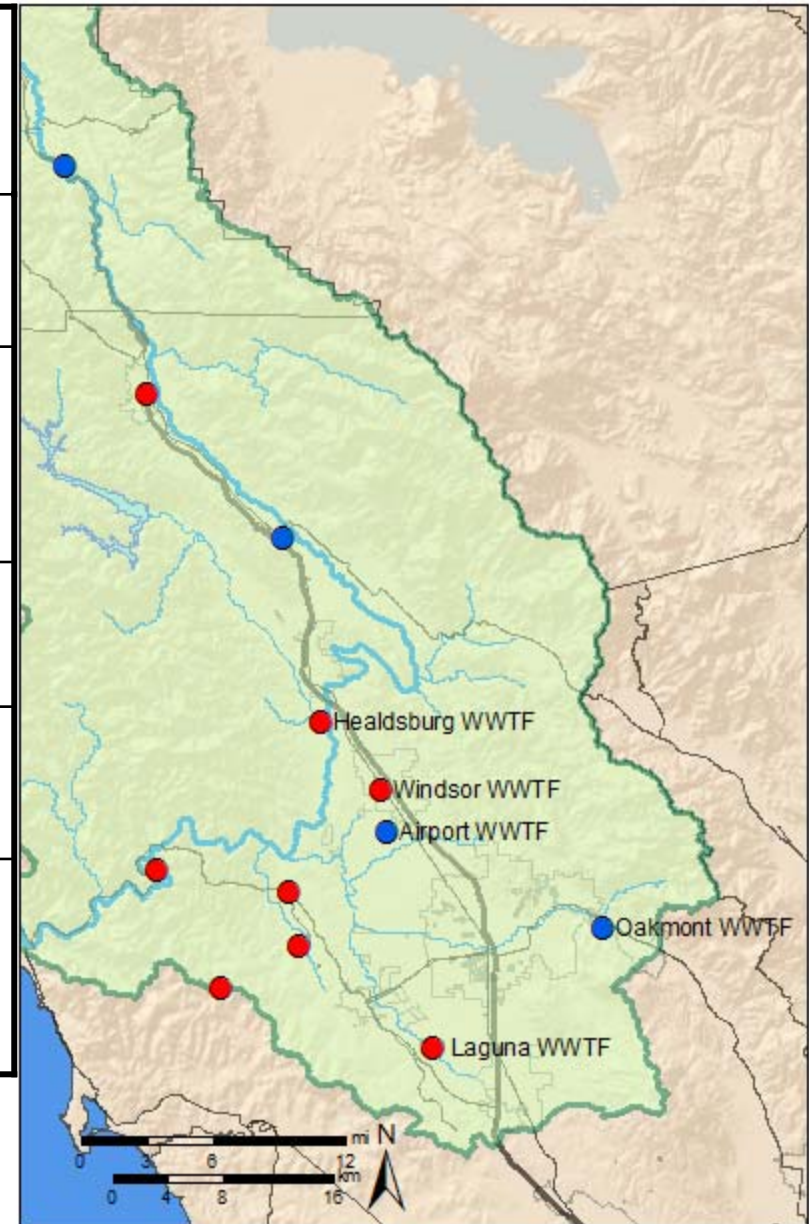 Healdsburg WWTF
Windsor WWTF
Airport WWTF
Oakmont WWTF
Laguna WWTF
mi N
0 3 6 12
km
0 4 8 16